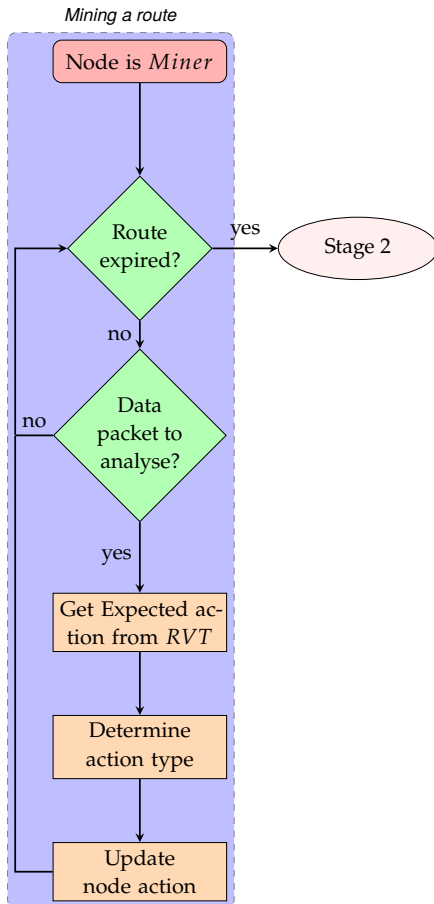 Mining a route
Node is Miner
Route
expired?
yes
Stage 2
no
Data
packet to
analyse?
no
yes
Get Expected ac-
tion from RVT
Determine
action type
Update
node action